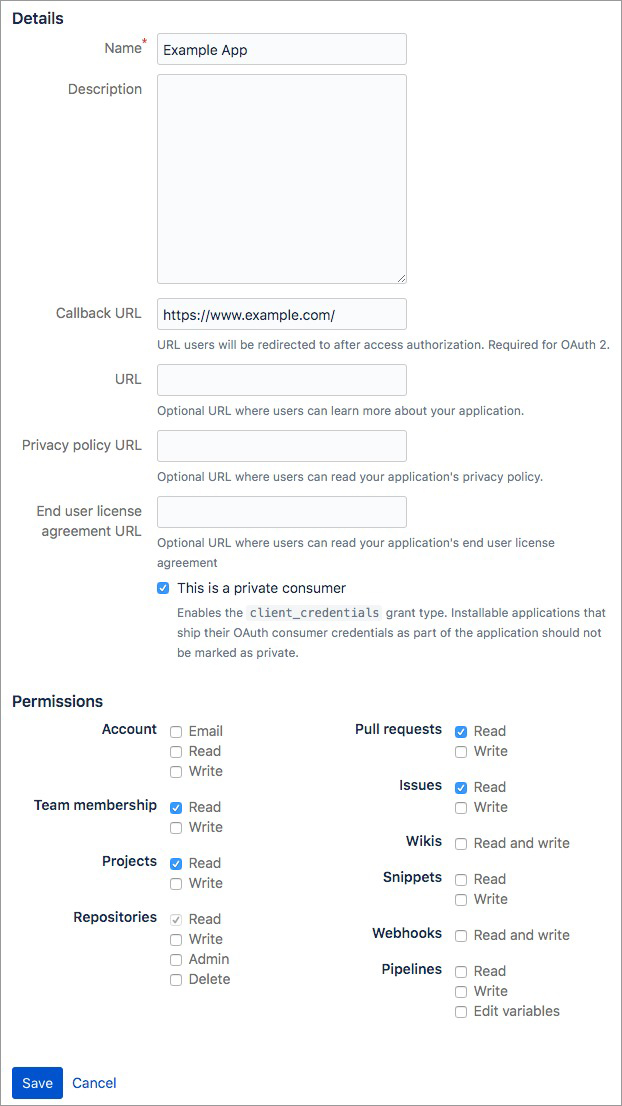 Details
Name*
Example App
Description
Callback URL
https://www.example.com/
URL users will be redirected to after access authorization. Required for OAuth 2.
URL
Optional URL where users can learn more about your application.
Privacy policy URL
Optional URL where users can read your application's privacy policy.
End user license
agreement URL
Optional URL where users can read your application's end user license
agreement
This is a private consumer
Enables the client_credentials grant type. Installable applications that
ship their OAuth consumer credentials as part of the application should not
be marked as private.
Permissions
Account
Email
Read
Write
Team membership
Read
Write
Projects
Read
Write
Repositories
Read
Write
Admin
Delete
Pull requests
Read
Write
Issues
Read
Write
Wikis
Read and write
Snippets
Read
Write
Webhooks
Read and write
Pipelines
Read
Write
Edit variables
Save
Cancel